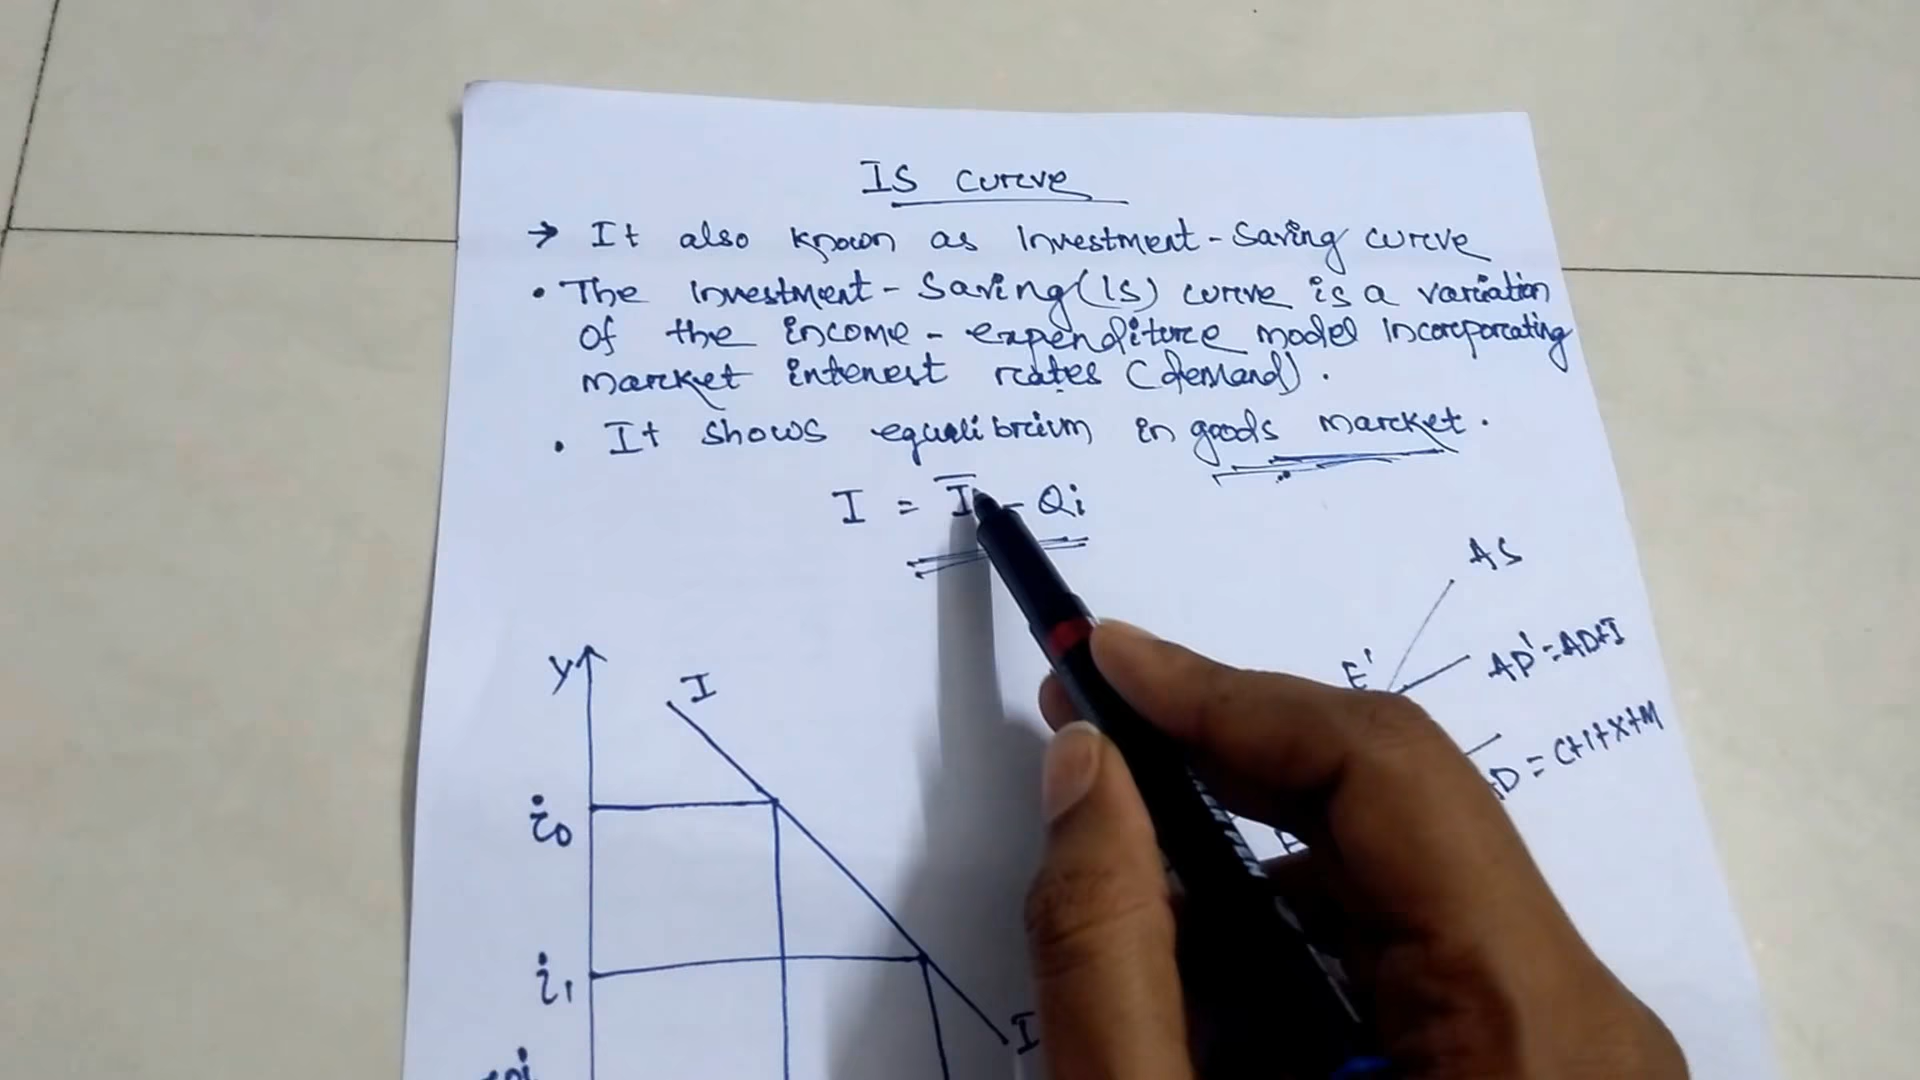 IS curve
→ It also known as Investment-Saving curve
• The Investment-Saving (IS) curve is a variation
of the income-expenditure model incorporating
market interest rates (demand).
• It shows equilibrium in goods market.
I = I̅ - Qi
AS
E'
AD' = AD+I
AD = C+I+X+M
y
I
i₀
i₁
I